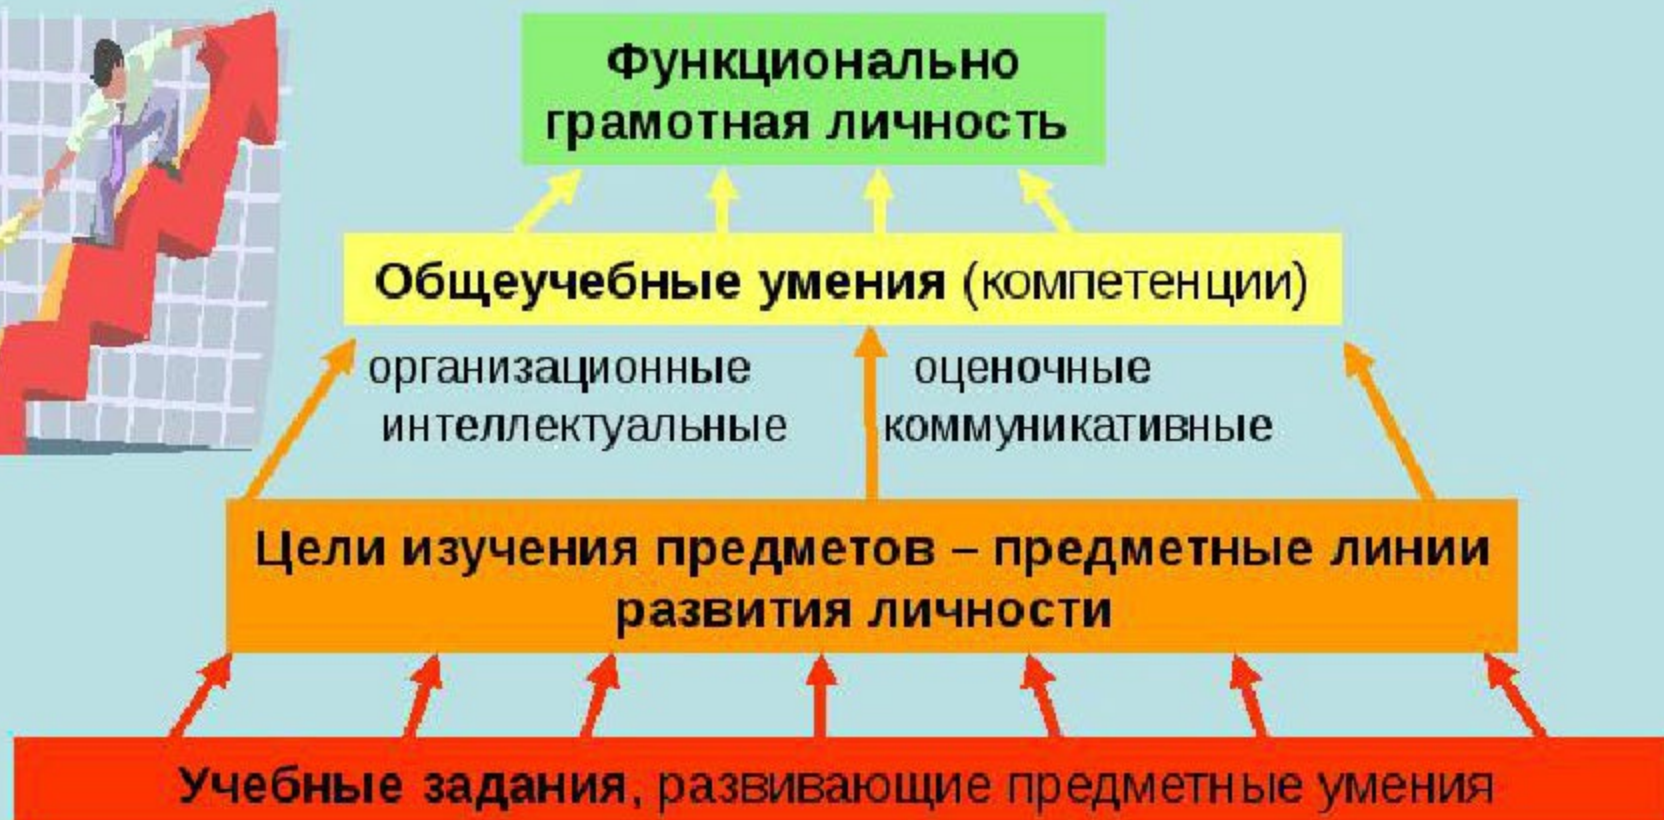 Функционально
грамотная личность
Общеучебные умения (компетенции)
организационные оценочные
интеллектуальные коммуникативные
Цели изучения предметов – предметные линии
развития личности
Учебные задания, развивающие предметные умения